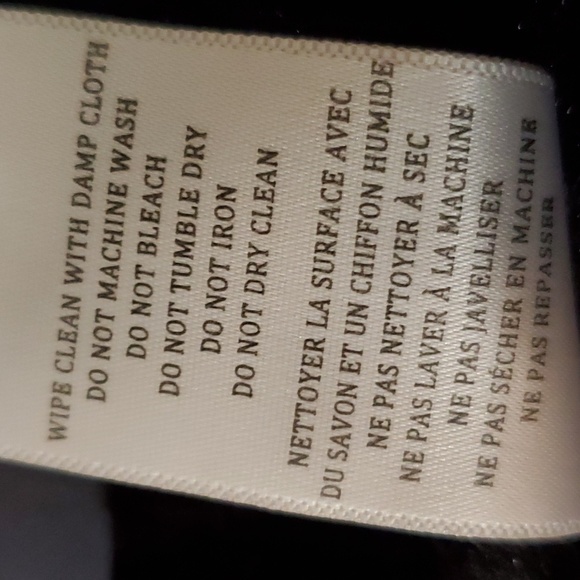 WIPE CLEAN WITH DAMP CLOTH
DO NOT MACHINE WASH
DO NOT BLEACH
DO NOT TUMBLE DRY
DO NOT IRON
DO NOT DRY CLEAN
NETTOYER LA SURFACE AVEC
DU SAVON ET UN CHIFFON HUMIDE
NE PAS NETTOYER À SEC
NE PAS LAVER À LA MACHINE
NE PAS JAVELLISER
NE PAS SÉCHER EN MACHINE
NE PAS REPASSER